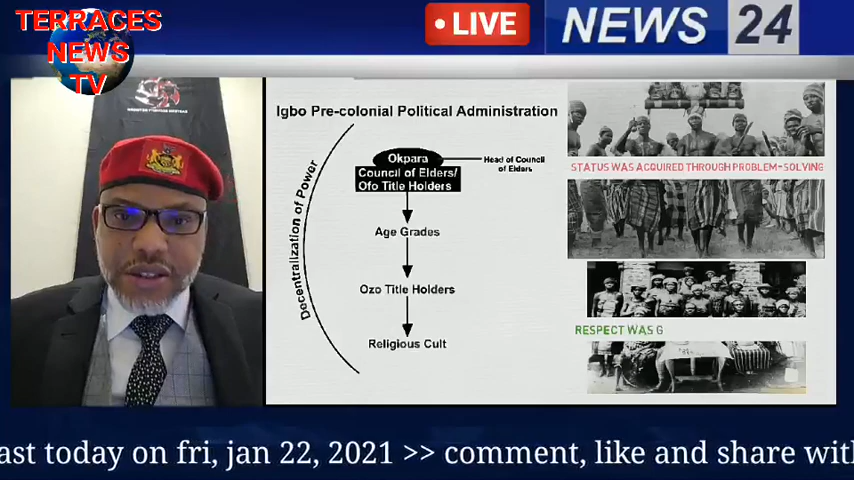 TERRACES
NEWS
TV
• LIVE
NEWS 24
Igbo Pre-colonial Political Administration
Decentralization of Power
Okpara
Head of Council
of Elders
Council of Elders/
Ofo Title Holders
Age Grades
Ozo Title Holders
Religious Cult
STATUS WAS ACQUIRED THROUGH PROBLEM-SOLVING
RESPECT WAS G
ast today on fri, jan 22, 2021 >> comment, like and share with